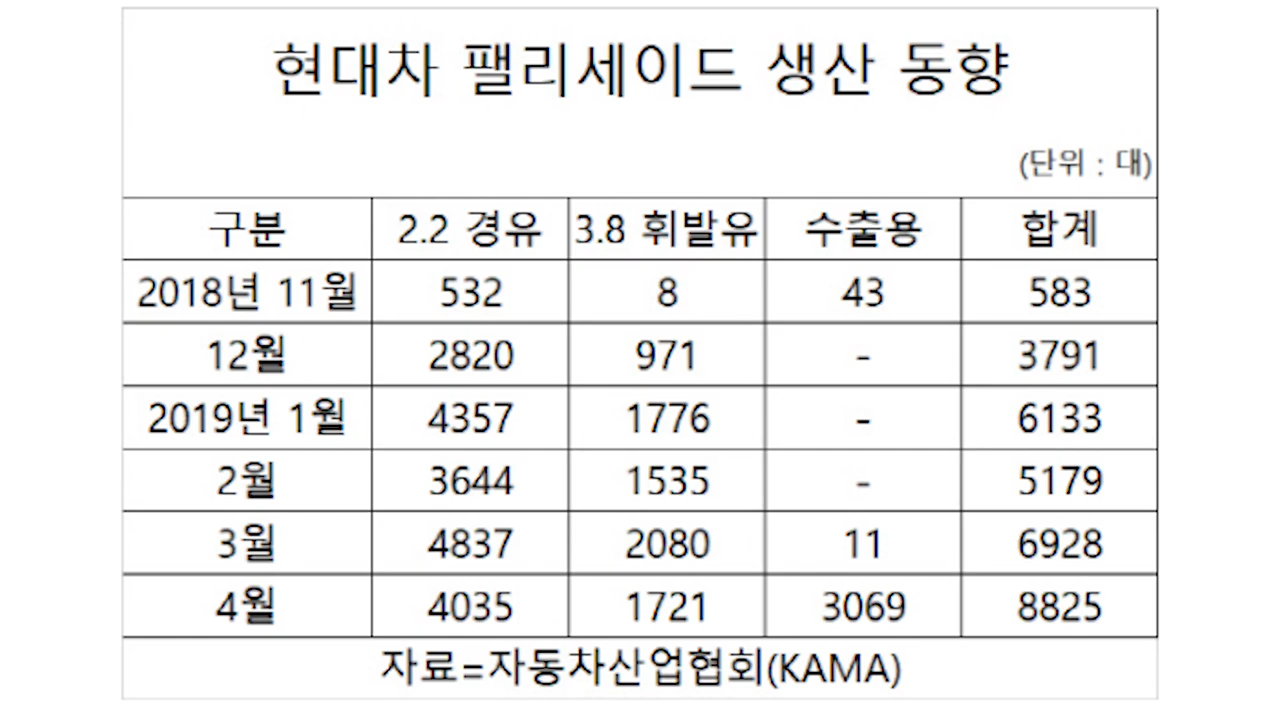 현대차 팰리세이드 생산 동향
(단위 : 대)
구분 2.2 경유 3.8 휘발유 수출용 합계
2018년 11월 532 8 43 583
12월 2820 971 - 3791
2019년 1월 4357 1776 - 6133
2월 3644 1535 - 5179
3월 4837 2080 11 6928
4월 4035 1721 3069 8825
자료=자동차산업협회(KAMA)